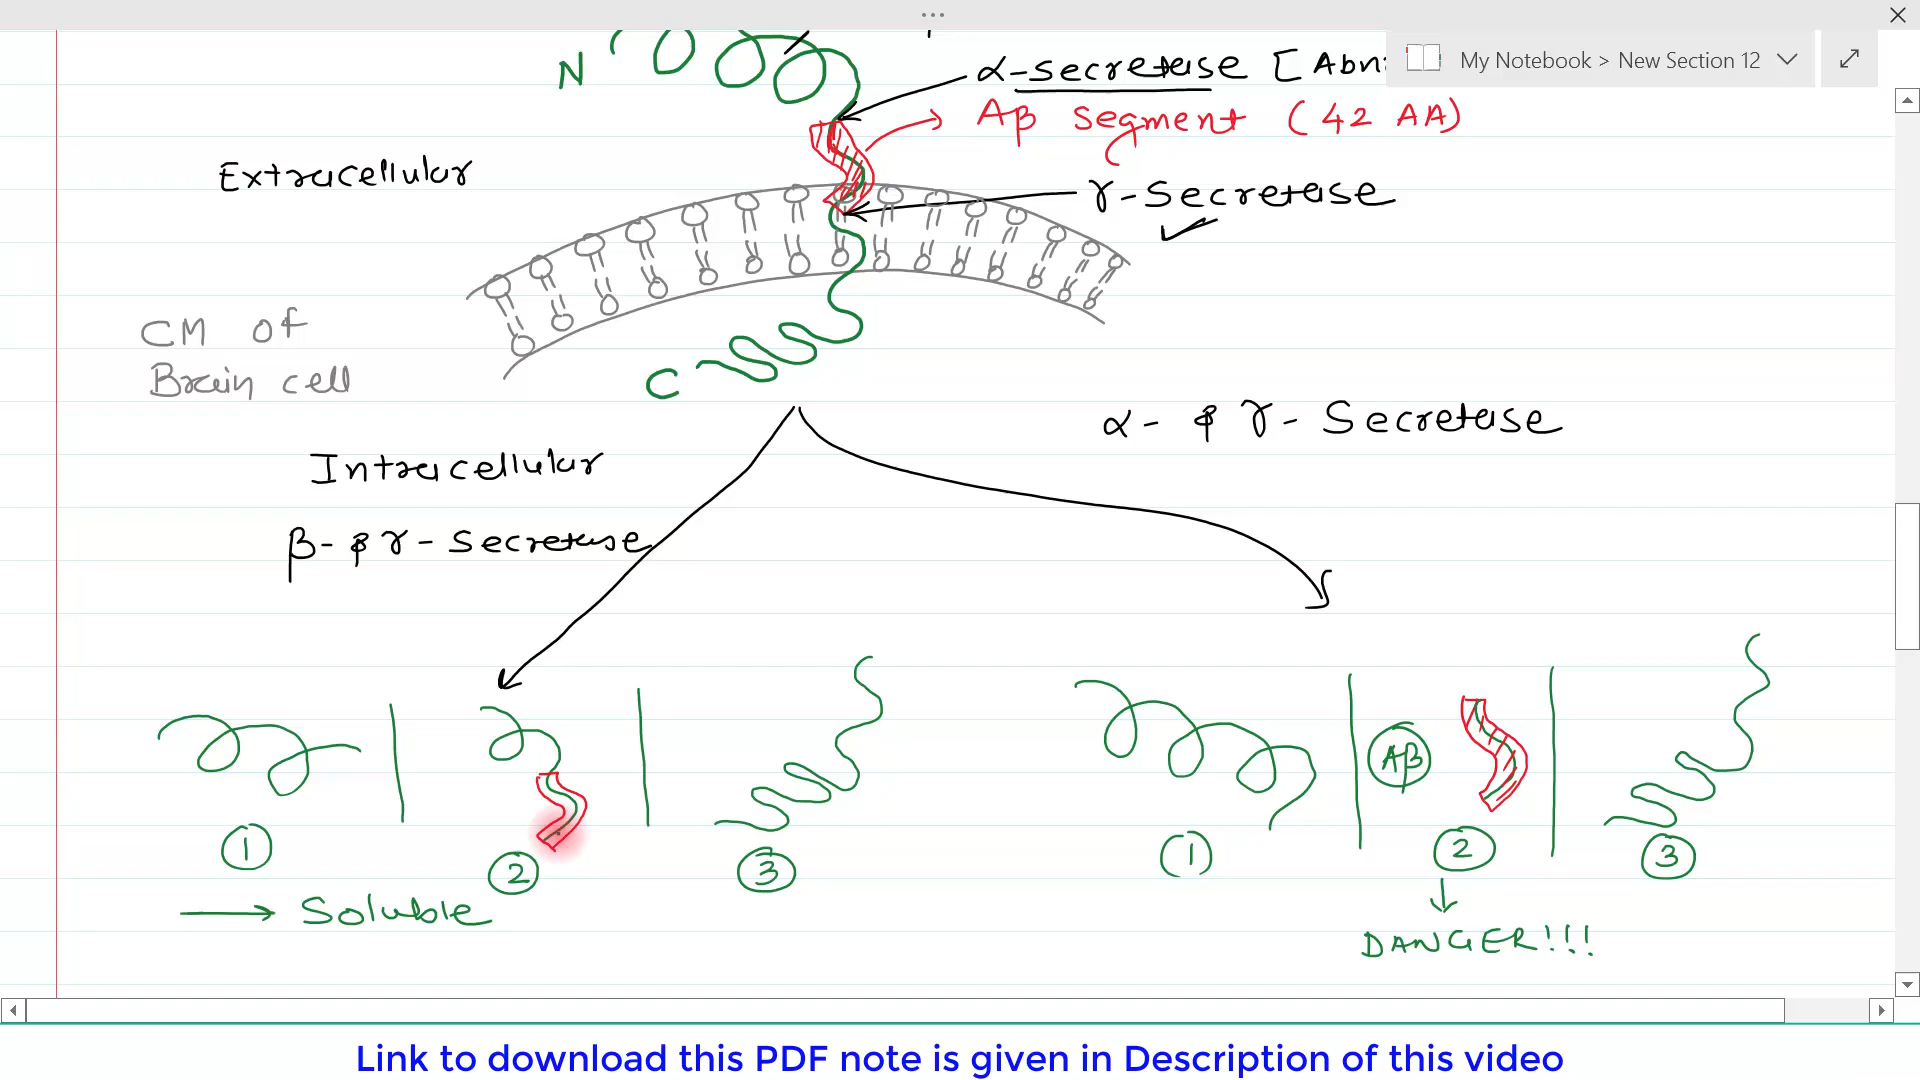 My Notebook > New Section 12
N
α-secretase [Abn
Aβ segment (42 AA)
Extracellular
γ-Secretase
CM of
Brain cell
C
α- & γ- Secretase
Intracellular
β- & γ- secretase
Aβ
1
2
3
1
2
3
→ Soluble
DANGER!!!
Link to download this PDF note is given in Description of this video